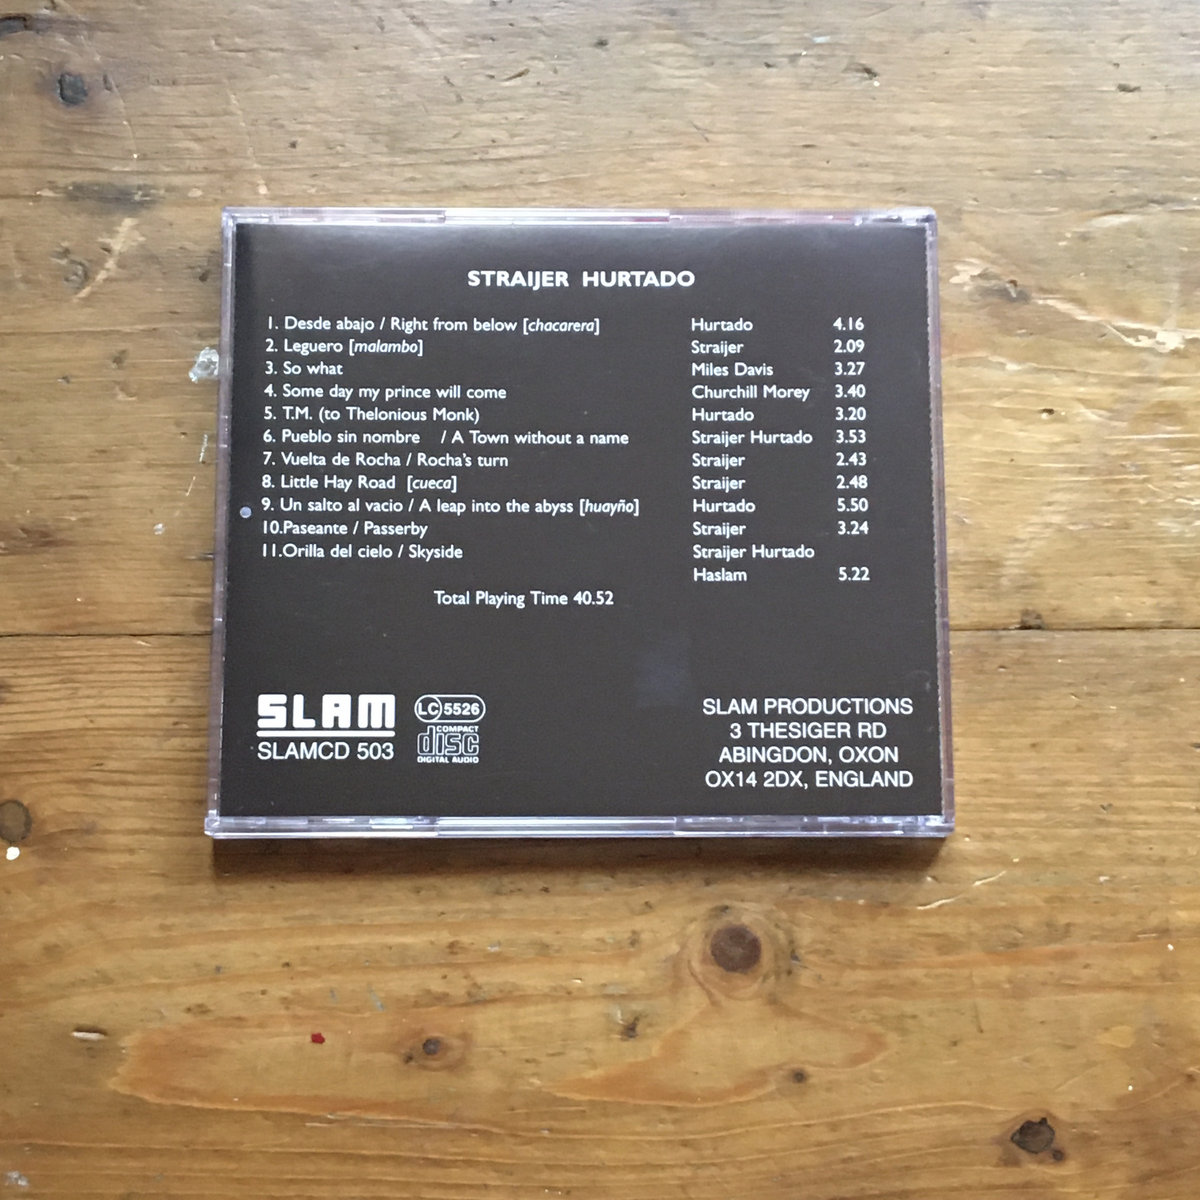 STRAIJER HURTADO
1. Desde abajo / Right from below [chacarera] Hurtado 4.16
2. Leguero [malambo] Straijer 2.09
3. So what Miles Davis 3.27
4. Some day my prince will come Churchill Morey 3.40
5. T.M. (to Thelonious Monk) Hurtado 3.20
6. Pueblo sin nombre / A Town without a name Straijer Hurtado 3.53
7. Vuelta de Rocha / Rocha's turn Straijer 2.43
8. Little Hay Road [cueca] Straijer 2.48
9. Un salto al vacio / A leap into the abyss [huayño] Hurtado 5.50
10.Paseante / Passerby Straijer 3.24
11.Orilla del cielo / Skyside Straijer Hurtado
Haslam 5.22
Total Playing Time 40.52
SLAM
SLAMCD 503
LC 5526
COMPACT
disc
DIGITAL AUDIO
SLAM PRODUCTIONS
3 THESIGER RD
ABINGDON, OXON
OX14 2DX, ENGLAND